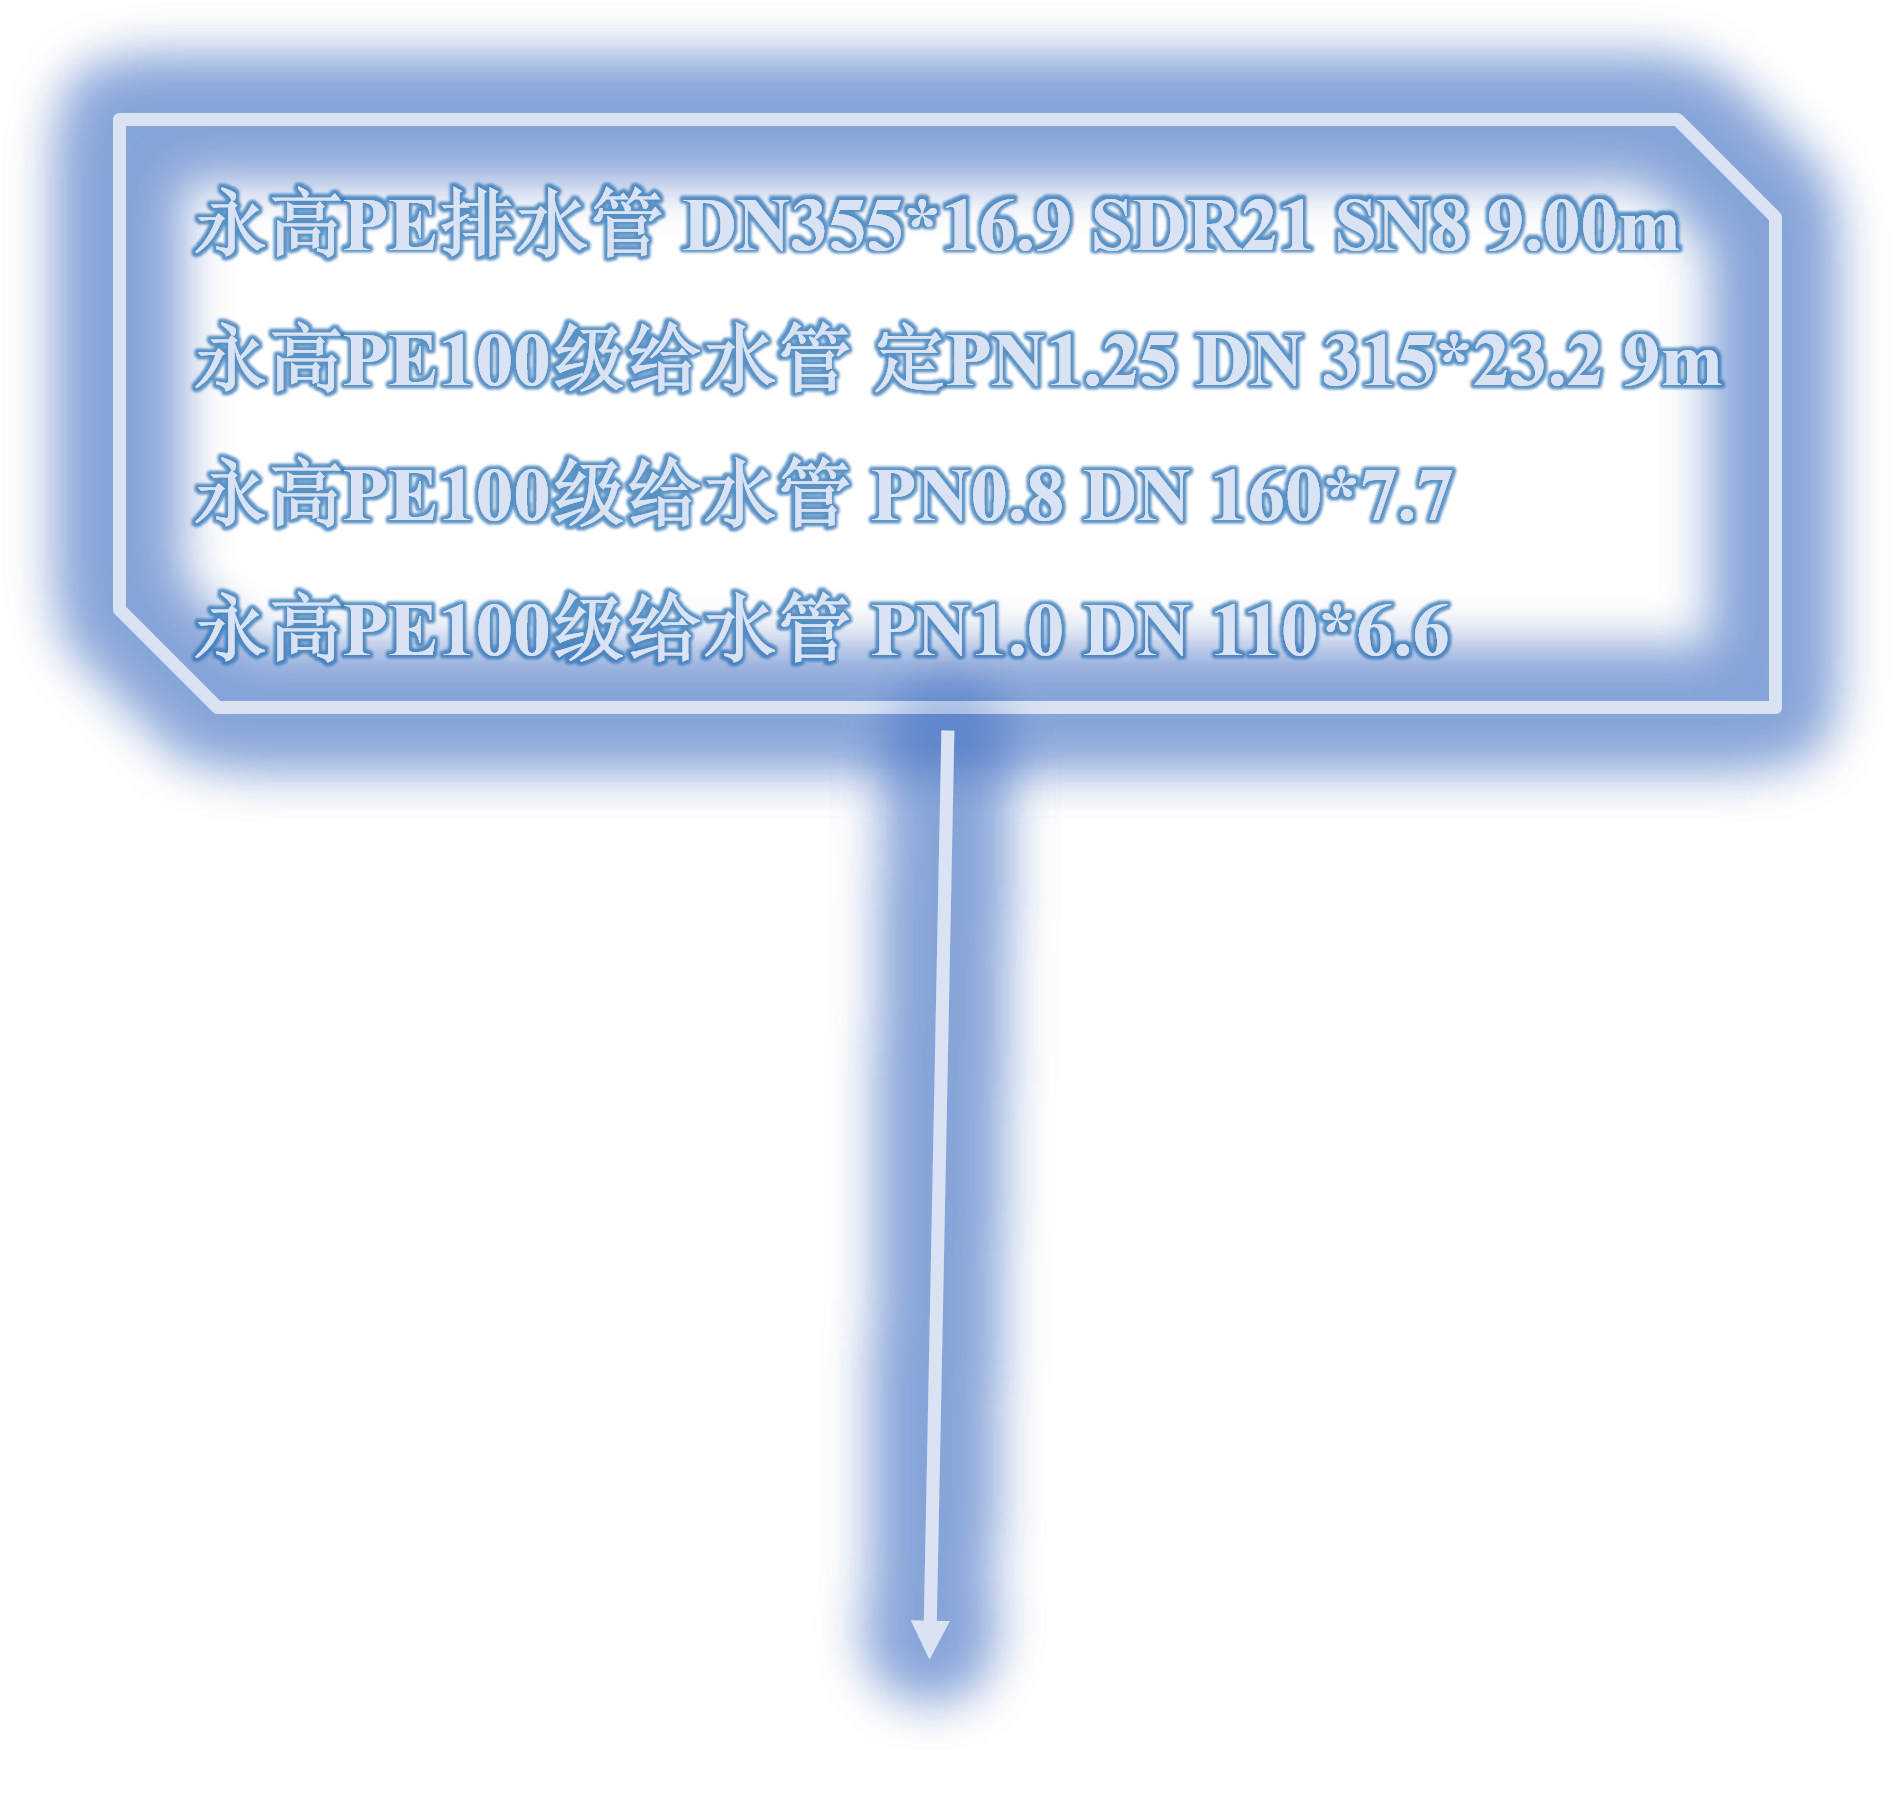 永高PE排水管 DN355*16.9 SDR21 SN8 9.00m
永高PE100级给水管 定PN1.25 DN 315*23.2 9m
永高PE100级给水管 PN0.8 DN 160*7.7
永高PE100级给水管 PN1.0 DN 110*6.6